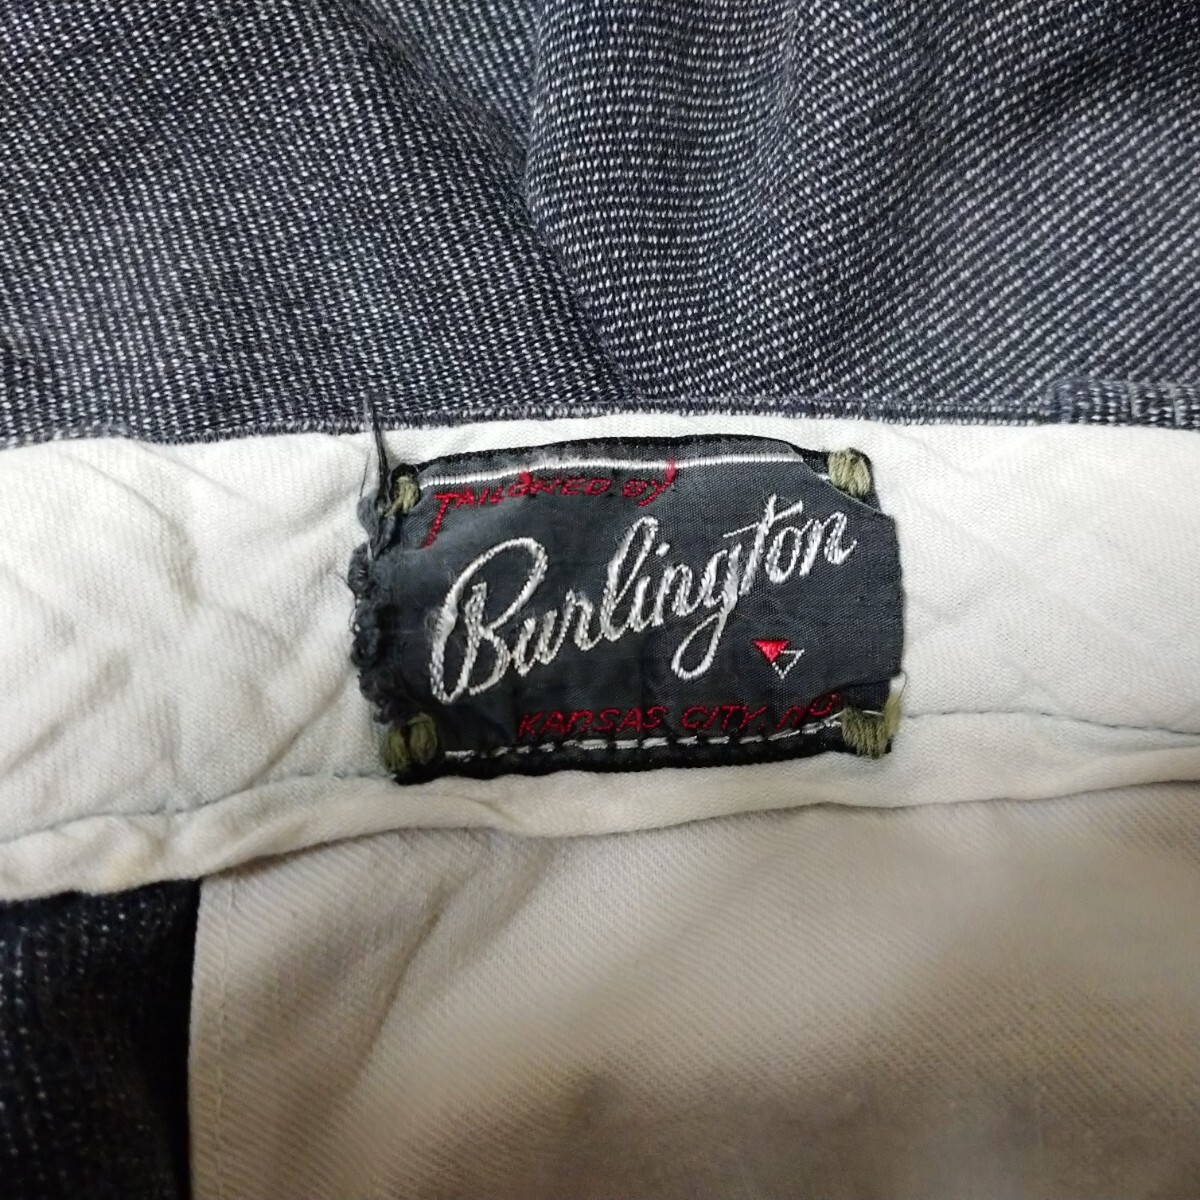 TAILORED BY
Burlington
KANSAS CITY, MO